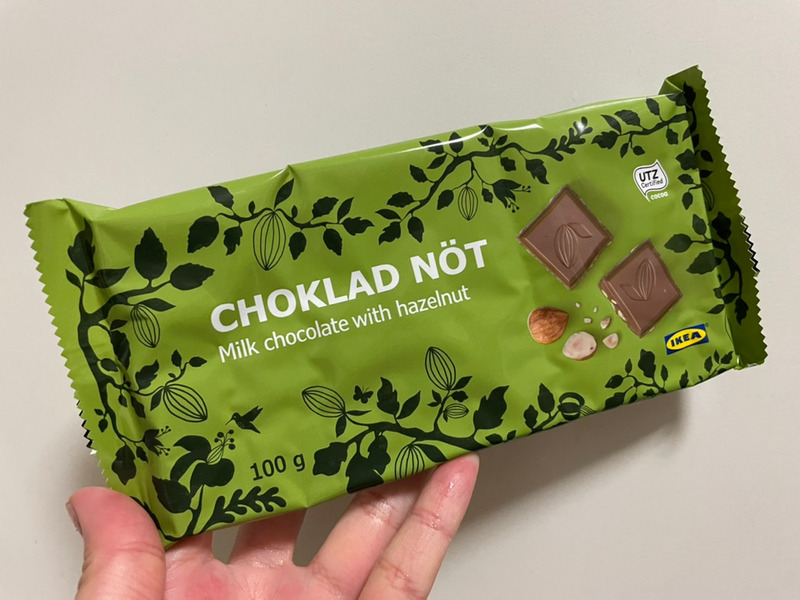 UTZ
Certified
cocoa
CHOKLAD NÖT
Milk chocolate with hazelnut
IKEA
100 g